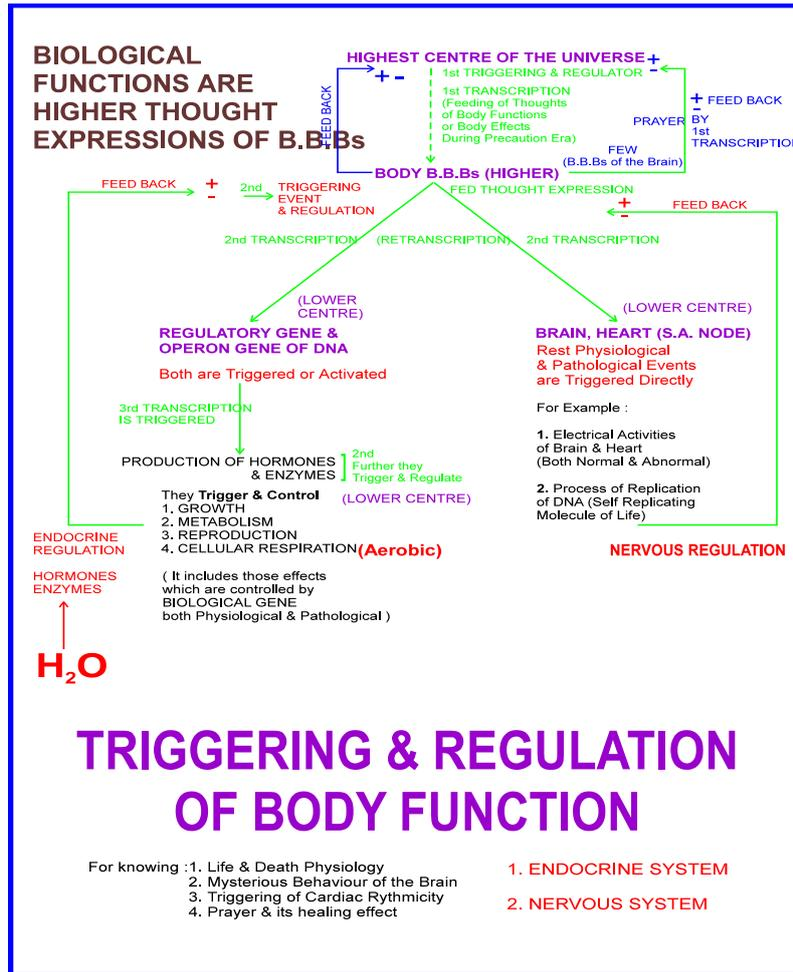 BIOLOGICAL
FUNCTIONS ARE
HIGHER THOUGHT
EXPRESSIONS OF B.B.Bs
HIGHEST CENTRE OF THE UNIVERSE + -
+ -
1st TRIGGERING & REGULATOR
1st TRANSCRIPTION
(Feeding of Thoughts
of Body Functions
or Body Effects
During Precaution Era)
FEED BACK
+ - FEED BACK
PRAYER BY
1st
TRANSCRIPTION
FEW
(B.B.Bs of the Brain)
BODY B.B.Bs (HIGHER)
FED THOUGHT EXPRESSION
FEED BACK + -
2nd TRIGGERING
EVENT
& REGULATION
+ - FEED BACK
2nd TRANSCRIPTION (RETRANSCRIPTION) 2nd TRANSCRIPTION
(LOWER
CENTRE)
REGULATORY GENE &
OPERON GENE OF DNA
Both are Triggered or Activated
3rd TRANSCRIPTION
IS TRIGGERED
PRODUCTION OF HORMONES
& ENZYMES
2nd
Further they
Trigger & Regulate
They Trigger & Control
(LOWER CENTRE)
1. GROWTH
2. METABOLISM
3. REPRODUCTION
4. CELLULAR RESPIRATION (Aerobic)
( It includes those effects
which are controlled by
BIOLOGICAL GENE
both Physiological & Pathological )
ENDOCRINE
REGULATION
HORMONES
ENZYMES
H2O
(LOWER CENTRE)
BRAIN, HEART (S.A. NODE)
Rest Physiological
& Pathological Events
are Triggered Directly
For Example :
1. Electrical Activities
of Brain & Heart
(Both Normal & Abnormal)
2. Process of Replication
of DNA (Self Replicating
Molecule of Life)
NERVOUS REGULATION
TRIGGERING & REGULATION
OF BODY FUNCTION
For knowing :1. Life & Death Physiology
2. Mysterious Behaviour of the Brain
3. Triggering of Cardiac Rythmicity
4. Prayer & its healing effect
1. ENDOCRINE SYSTEM
2. NERVOUS SYSTEM